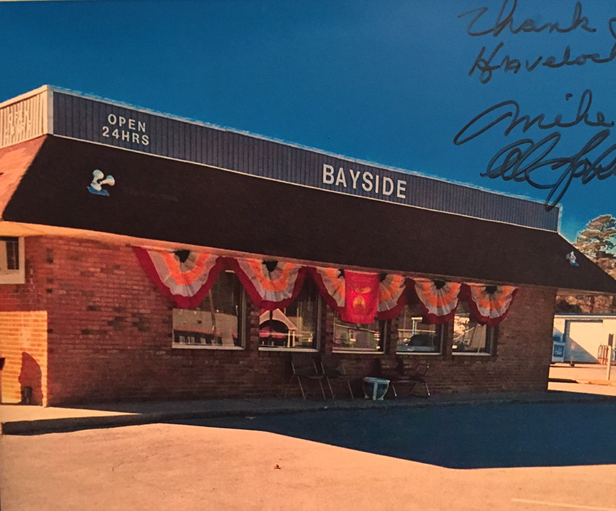 Thank
Havelock
Mike
OPEN
24HRS
BAYSIDE